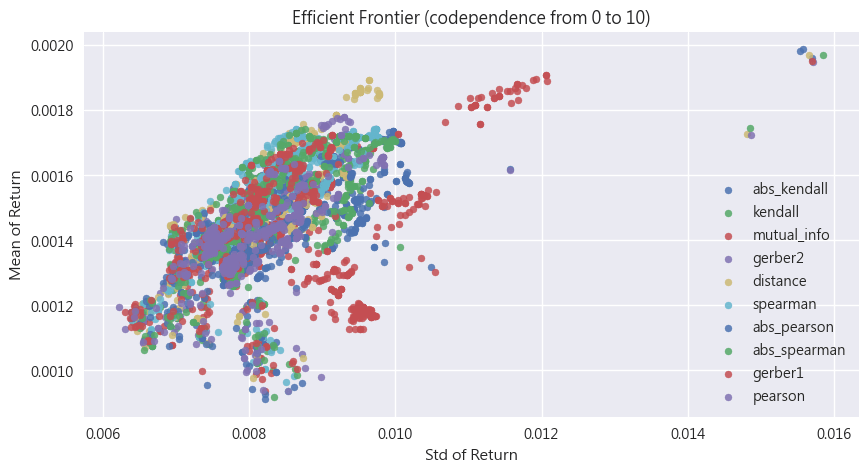 Efficient Frontier (codependence from 0 to 10)
Mean of Return
0.0020
0.0018
0.0016
0.0014
0.0012
0.0010
abs_kendall
kendall
mutual_info
gerber2
distance
spearman
abs_pearson
abs_spearman
gerber1
pearson
0.006
0.008
0.010
0.012
0.014
0.016
Std of Return